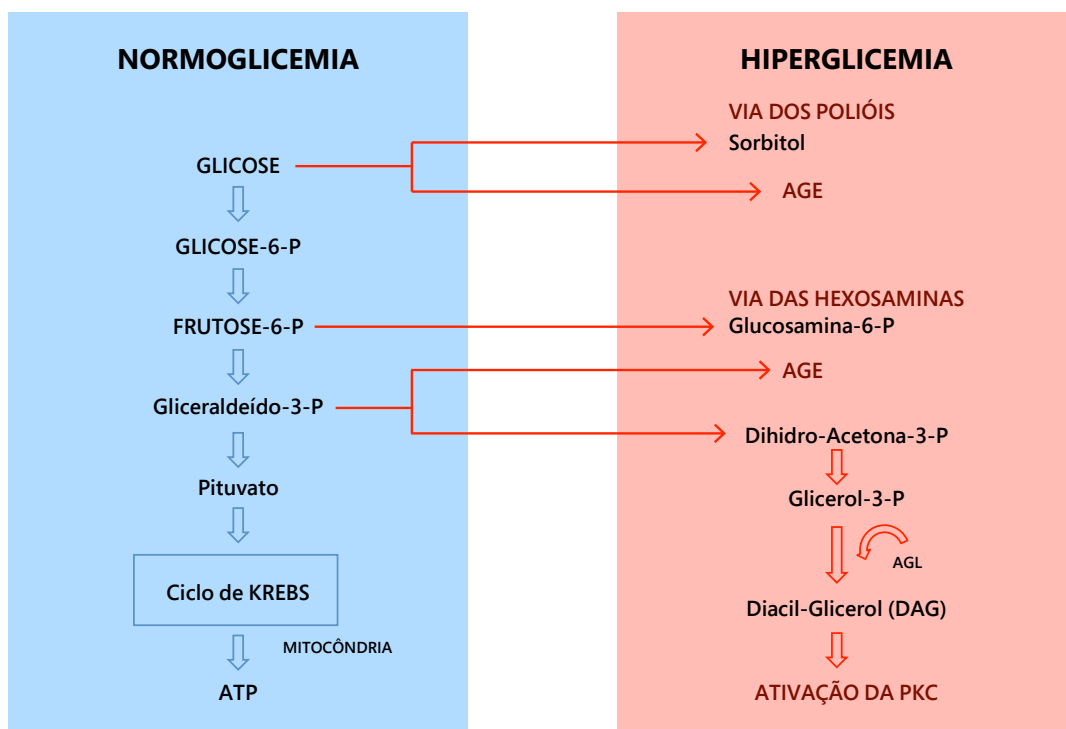 NORMOGLICEMIA
GLICOSE
GLICOSE-6-P
FRUTOSE-6-P
Gliceraldeído-3-P
Pituvato
Ciclo de KREBS
MITOCÔNDRIA
ATP
HIPERGLICEMIA
VIA DOS POLIÓIS
Sorbitol
AGE
VIA DAS HEXOSAMINAS
Glucosamina-6-P
AGE
Dihidro-Acetona-3-P
Glicerol-3-P
AGL
Diacil-Glicerol (DAG)
ATIVAÇÃO DA PKC